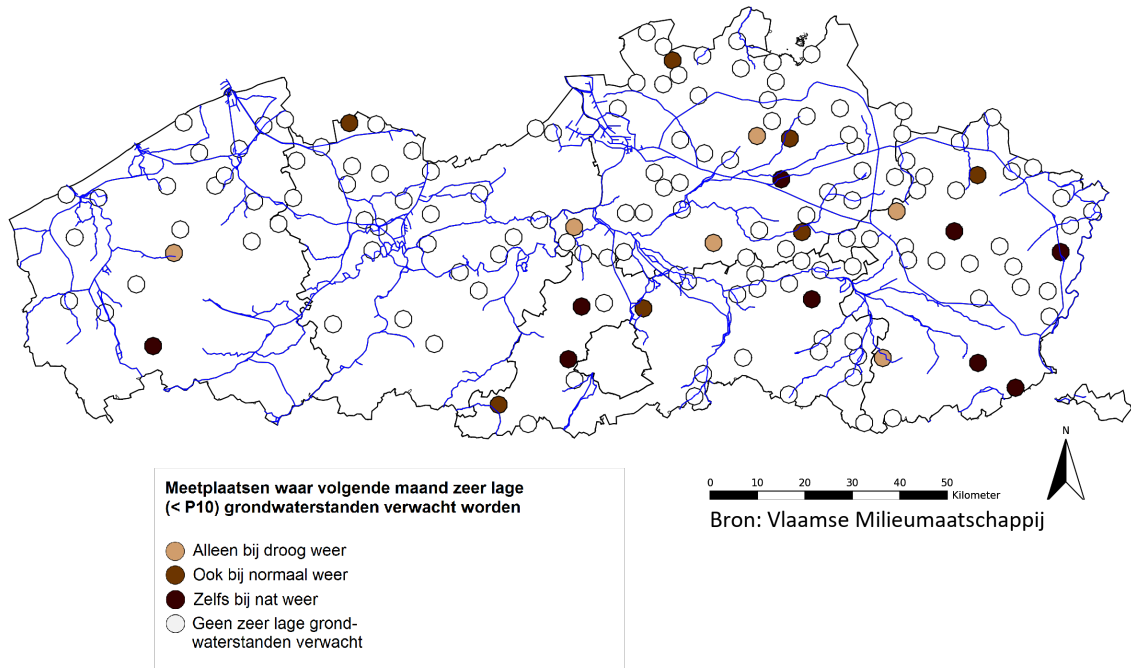 Meetplaatsen waar volgende maand zeer lage
(< P10) grondwaterstanden verwacht worden
Alleen bij droog weer
Ook bij normaal weer
Zelfs bij nat weer
Geen zeer lage grond-
waterstanden verwacht
N
0 10 20 30 40 50 Kilometer
Bron: Vlaamse Milieumaatschappij